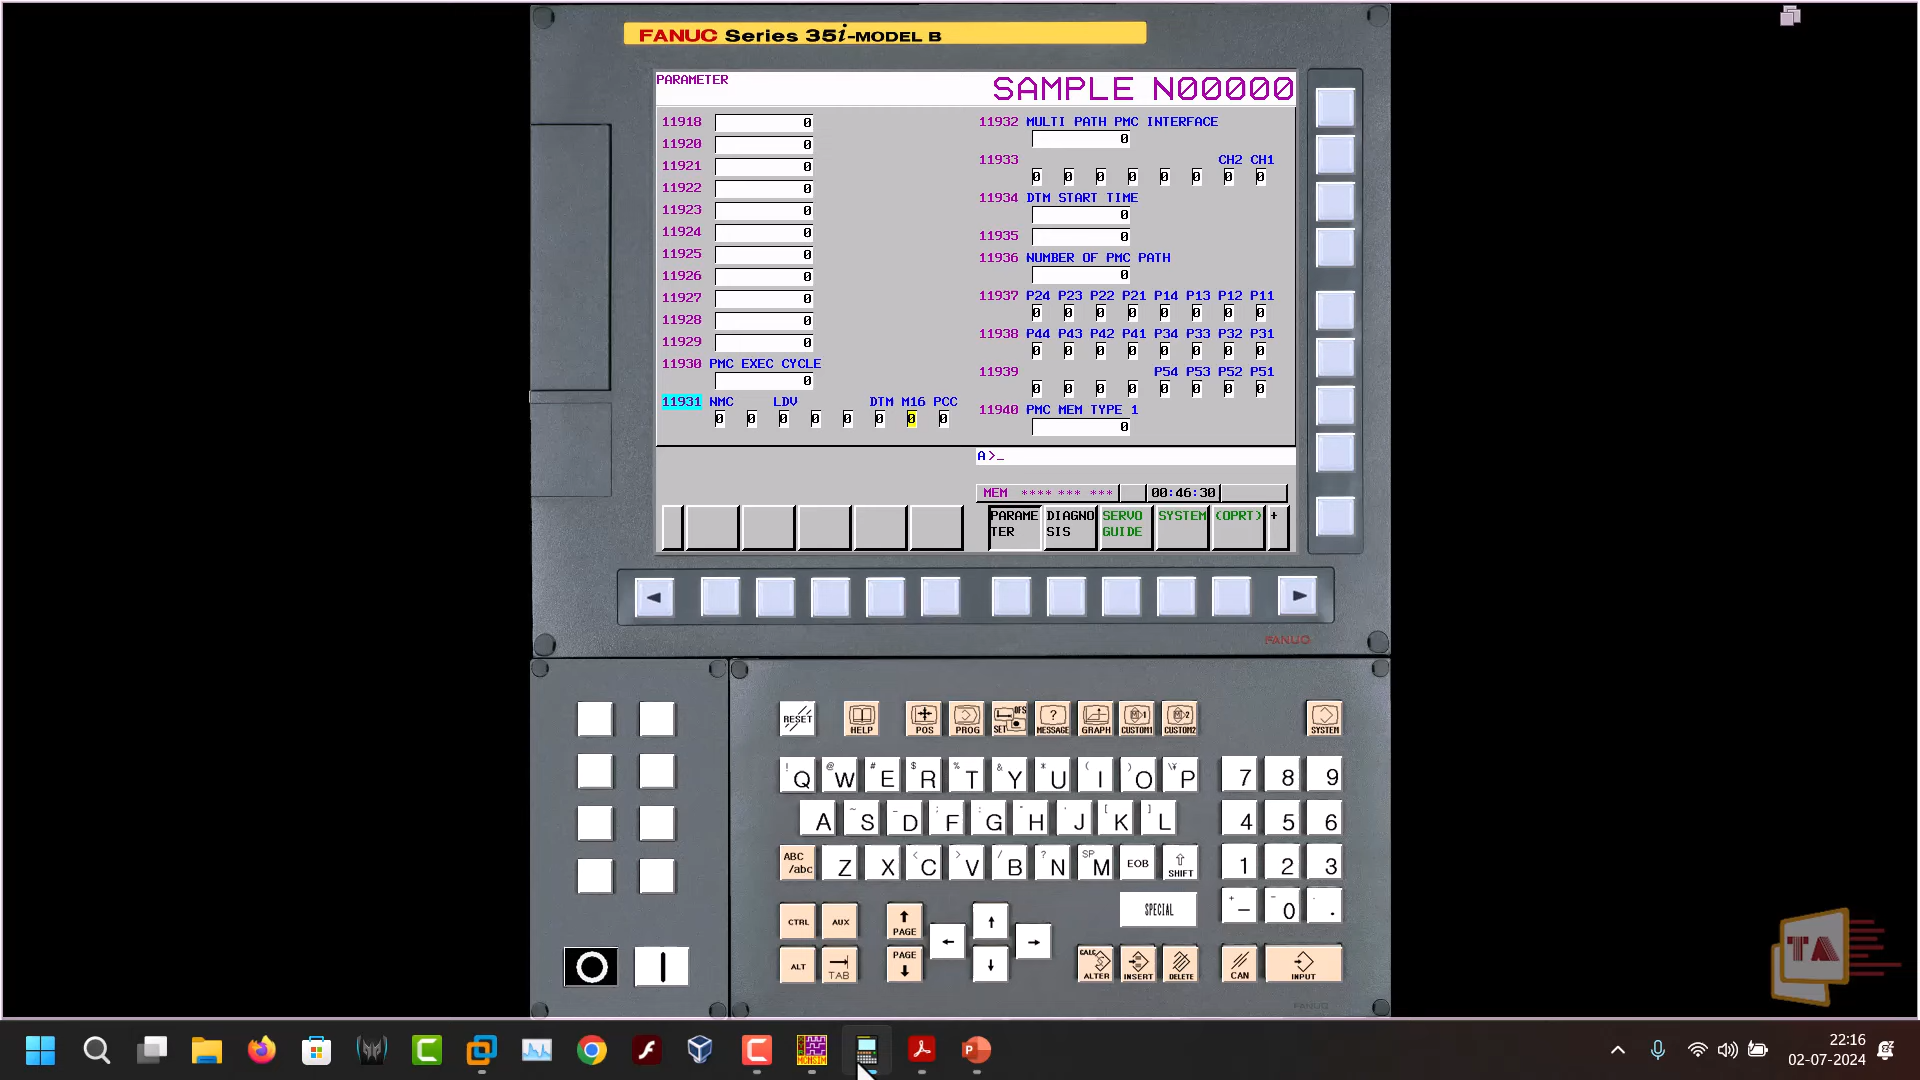 FANUC Series 35i-MODEL B
PARAMETER
SAMPLE N00000
11918 0
11920 0
11921 0
11922 0
11923 0
11924 0
11925 0
11926 0
11927 0
11928 0
11929 0
11930 PMC EXEC CYCLE
0
11931 NMC LDV DTM M16 PCC
0 0 0 0 0 0 0 0
11932 MULTI PATH PMC INTERFACE
0
11933 CH2 CH1
0 0 0 0 0 0 0 0
11934 DTM START TIME
0
11935 0
11936 NUMBER OF PMC PATH
0
11937 P24 P23 P22 P21 P14 P13 P12 P11
0 0 0 0 0 0 0 0
11938 P44 P43 P42 P41 P34 P33 P32 P31
0 0 0 0 0 0 0 0
11939 P54 P53 P52 P51
0 0 0 0 0 0 0 0
11940 PMC MEM TYPE 1
0
A >_
MEM **** *** *** 00:46:30
PARAME DIAGNO SERVO SYSTEM (OPRT) +
TER SIS GUIDE
FANUC
RESET HELP POS PROG OFS SET MESSAGE GRAPH CUSTOM1 CUSTOM2 SYSTEM
! Q @ W # E $ R % T & Y * U ( I ) O \¥ P 7 8 9
A ~ S _ D ; F : G " H ' J [ K ] L 4 5 6
ABC /abc Z X < C > V / B ? N SP M EOB SHIFT 1 2 3
SPECIAL + - = 0 .
CTRL AUX PAGE
ALT TAB PAGE CALC ALTER INSERT DELETE CAN INPUT
FANUC
TA
22:16
02-07-2024